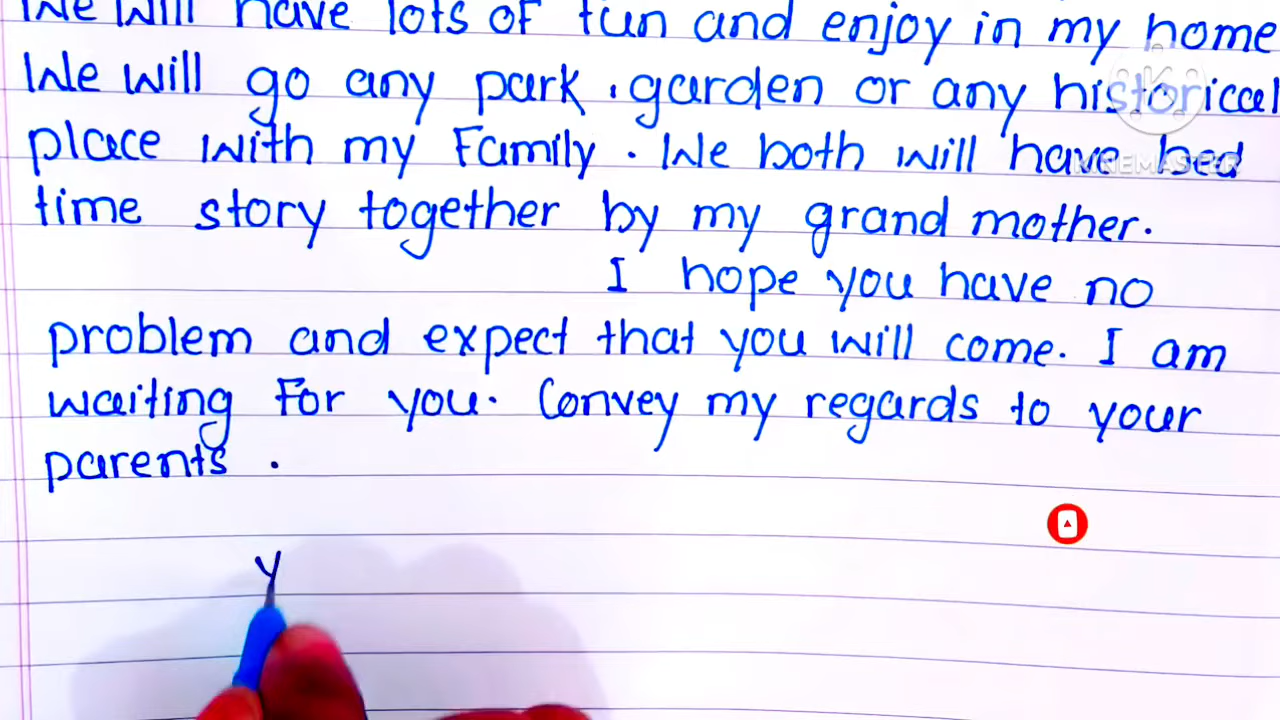 We will have lots of fun and enjoy in my home
We will go any park , garden or any historical
place with my Family . We both will have bed
time story together by my grand mother.
I hope you have no
problem and expect that you will come. I am
waiting For you. Convey my regards to your
parents .
y
KINEMASTER